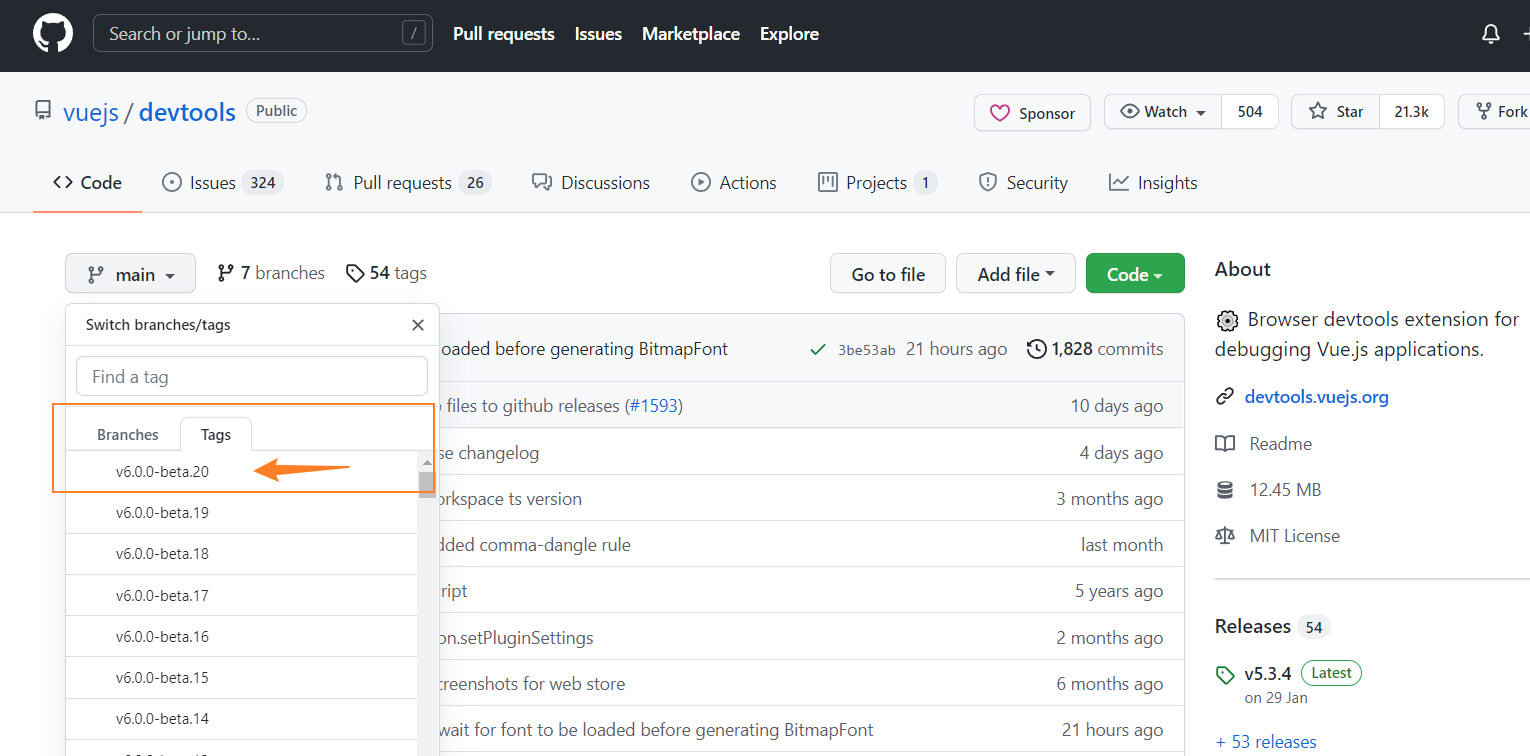 Search or jump to... / Pull requests Issues Marketplace Explore
vuejs / devtools Public Sponsor Watch 504 Star 21.3k Fork
Code Issues 324 Pull requests 26 Discussions Actions Projects 1 Security Insights
main 7 branches 54 tags Go to file Add file Code
Switch branches/tags
Find a tag
Branches Tags
v6.0.0-beta.20
v6.0.0-beta.19
v6.0.0-beta.18
v6.0.0-beta.17
v6.0.0-beta.16
v6.0.0-beta.15
v6.0.0-beta.14
oaded before generating BitmapFont 3be53ab 21 hours ago 1,828 commits
files to github releases (#1593) 10 days ago
se changelog 4 days ago
orkspace ts version 3 months ago
dded comma-dangle rule last month
ript 5 years ago
on.setPluginSettings 2 months ago
creenshots for web store 6 months ago
wait for font to be loaded before generating BitmapFont 21 hours ago
About
Browser devtools extension for
debugging Vue.js applications.
devtools.vuejs.org
Readme
12.45 MB
MIT License
Releases 54
v5.3.4 Latest
on 29 Jan
+ 53 releases